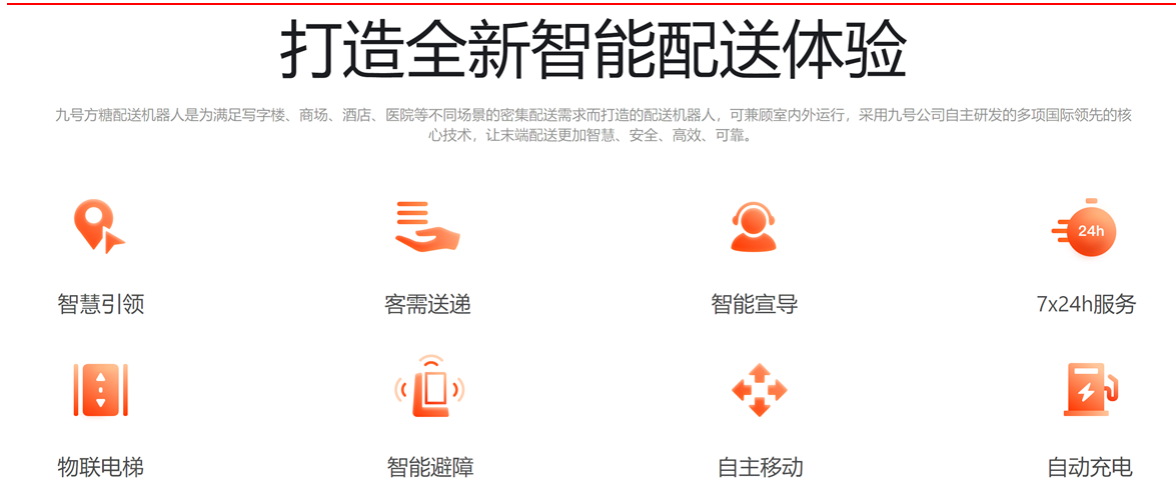 打造全新智能配送体验
九号方糖配送机器人是为满足写字楼、商场、酒店、医院等不同场景的密集配送需求而打造的配送机器人，可兼顾室内外运行，采用九号公司自主研发的多项国际领先的核
心技术，让末端配送更加智慧、安全、高效、可靠。
24h
智慧引领
客需送递
智能宣导
7x24h服务
物联电梯
智能避障
自主移动
自动充电